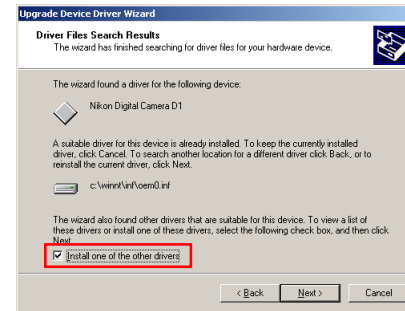 Upgrade Device Driver Wizard
Driver Files Search Results
The wizard has finished searching for driver files for your hardware device.
The wizard found a driver for the following device:
Nikon Digital Camera D1
A suitable driver for this device is already installed. To keep the currently installed
driver, click Cancel. To search another location for a different driver click Back, or to
reinstall the current driver, click Next.
c:\winnt\inf\oem0.inf
The wizard also found other drivers that are suitable for this device. To view a list of
these drivers or install one of these drivers, select the following check box, and then click
Next.
Install one of the other drivers
< Back
Next >
Cancel